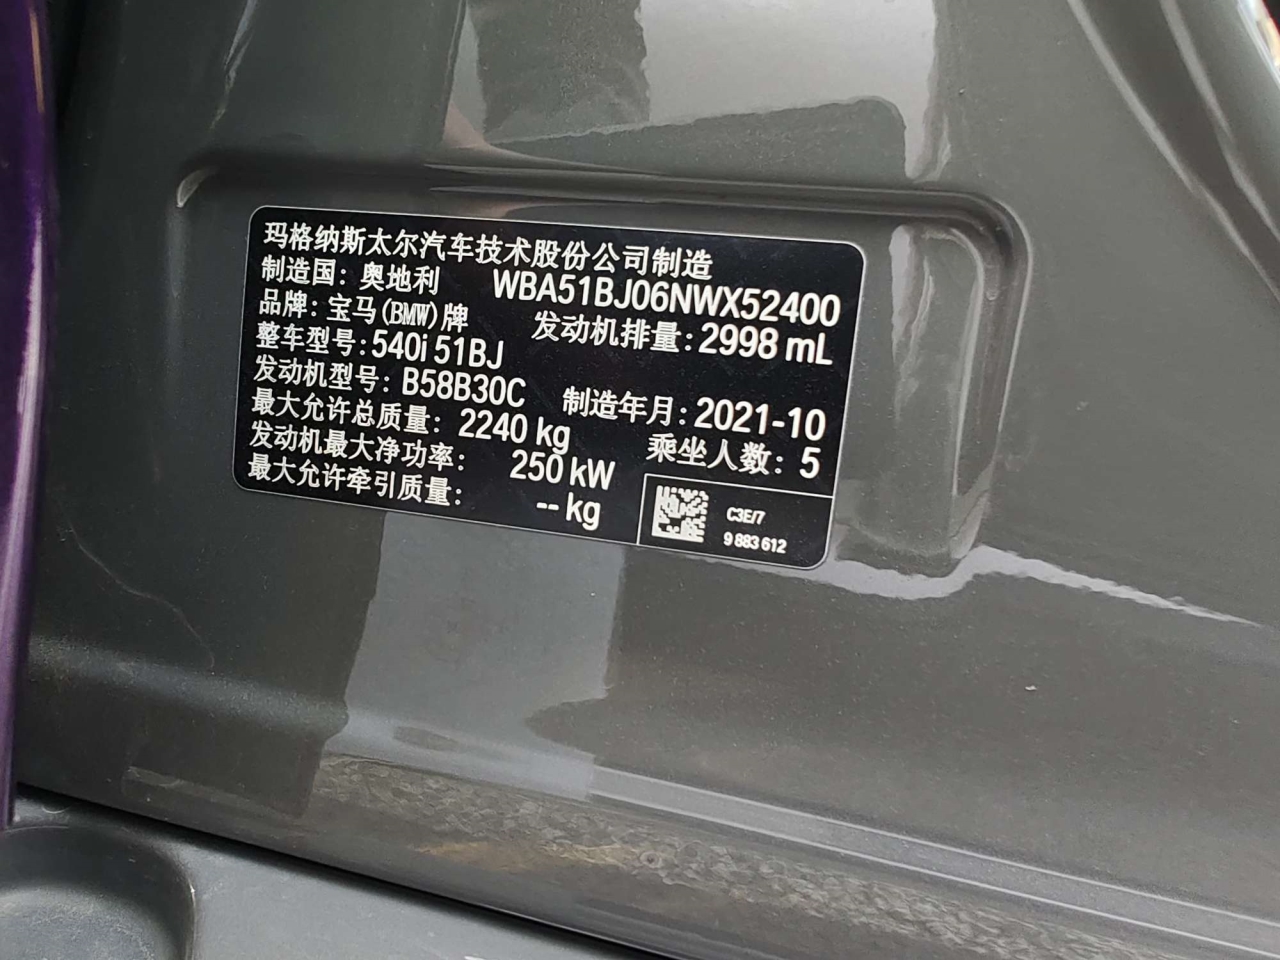 玛格纳斯太尔汽车技术股份公司制造
制造国: 奥地利 WBA51BJ06NWX52400
品牌: 宝马(BMW)牌 发动机排量: 2998 mL
整车型号:540i 51BJ
发动机型号: B58B30C 制造年月: 2021-10
最大允许总质量: 2240 kg 乘坐人数: 5
发动机最大净功率: 250 kW
最大允许牵引质量: -- kg
C3E/7
9 883 612